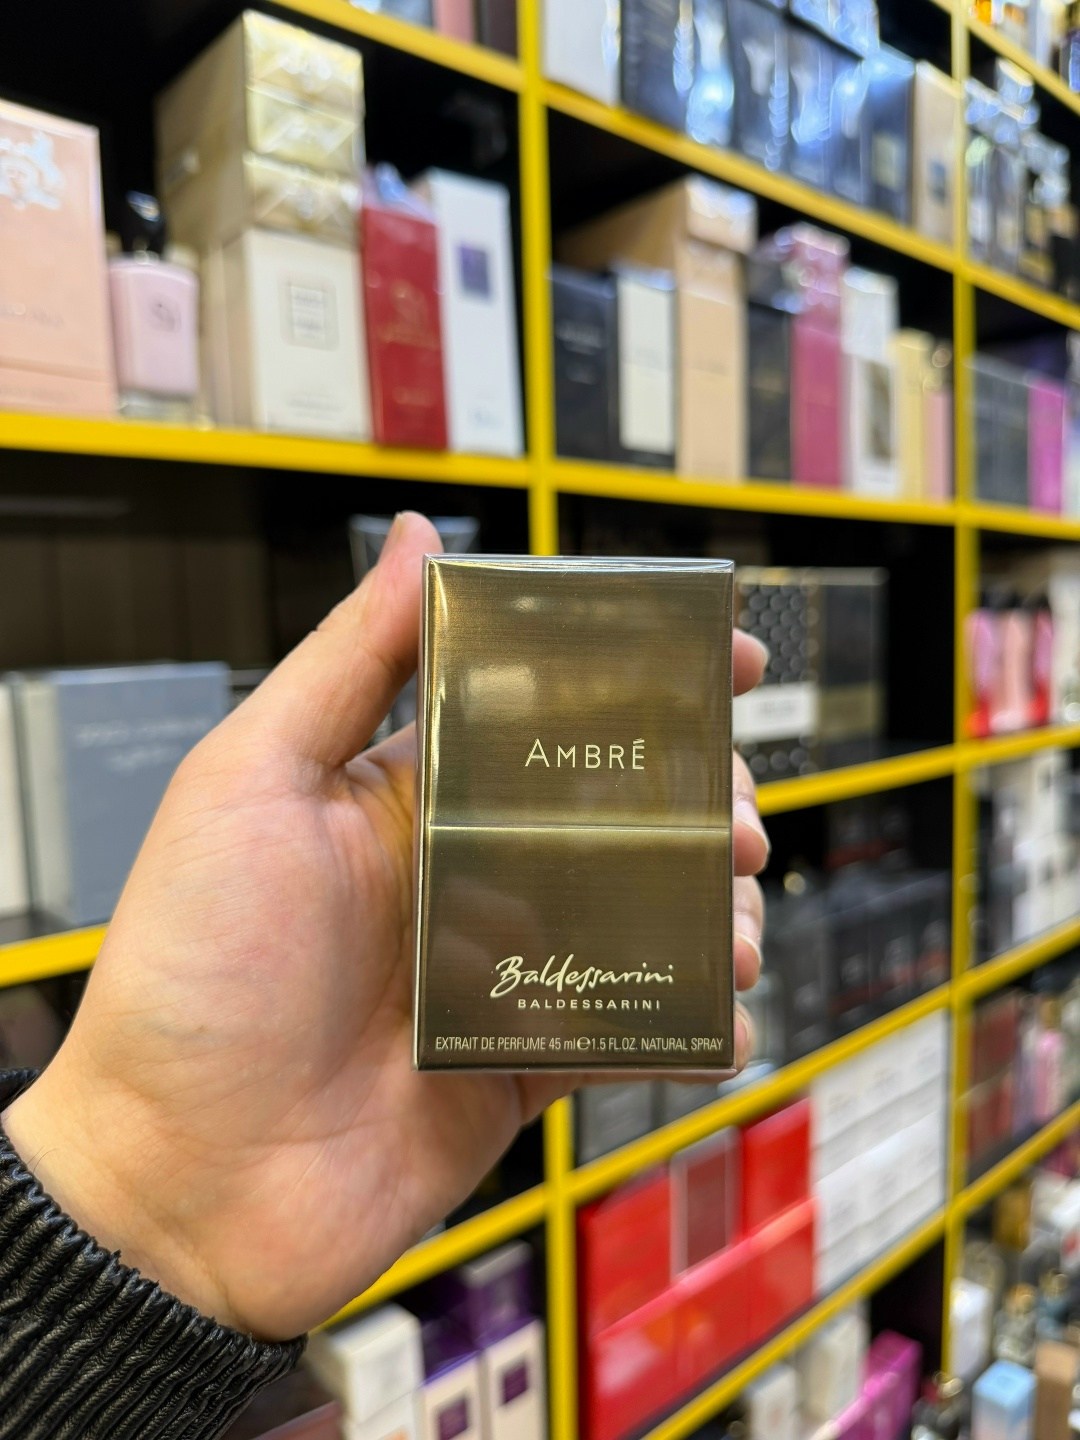 AMBRÉ
Baldessarini
BALDESSARINI
EXTRAIT DE PERFUME 45 ml ℮ 1.5 FL.OZ. NATURAL SPRAY